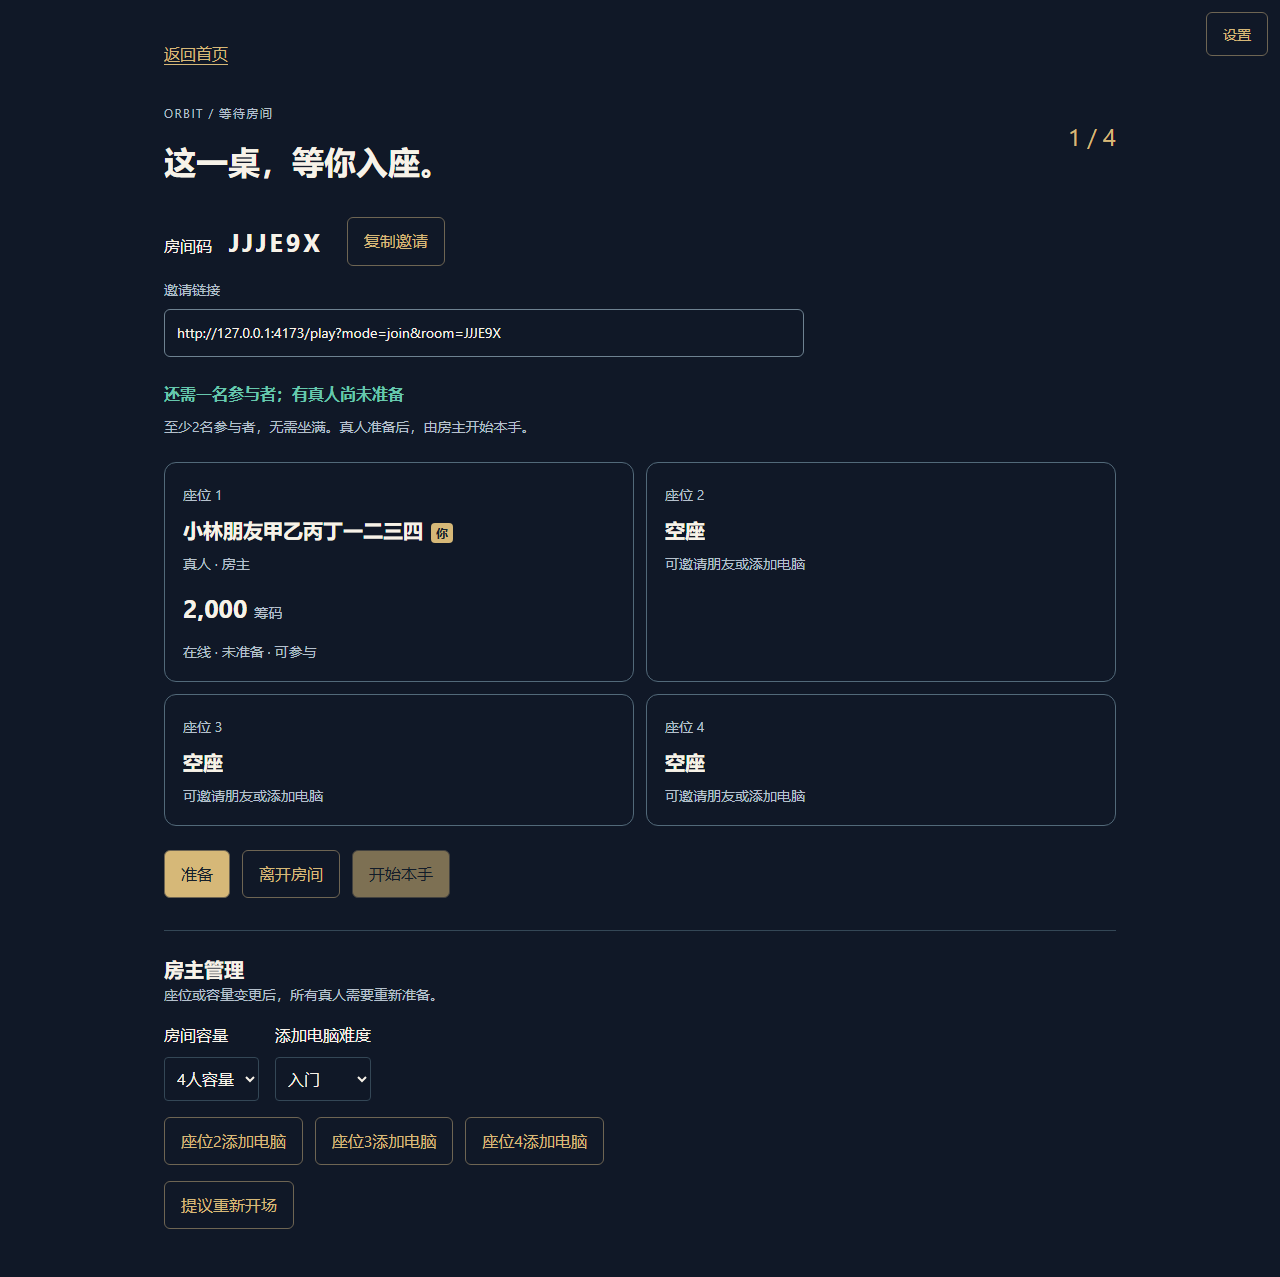 设置
返回首页
ORBIT / 等待房间
这一桌，等你入座。
1 / 4
房间码 JJJE9X 复制邀请
邀请链接
http://127.0.0.1:4173/play?mode=join&room=JJJE9X
还需一名参与者；有真人尚未准备
至少2名参与者，无需坐满。真人准备后，由房主开始本手。
座位 1
小林朋友甲乙丙丁一二三四 你
真人 · 房主
2,000 筹码
在线 · 未准备 · 可参与
座位 2
空座
可邀请朋友或添加电脑
座位 3
空座
可邀请朋友或添加电脑
座位 4
空座
可邀请朋友或添加电脑
准备 离开房间 开始本手
房主管理
座位或容量变更后，所有真人需要重新准备。
房间容量 添加电脑难度
4人容量 入门
座位2添加电脑 座位3添加电脑 座位4添加电脑
提议重新开场